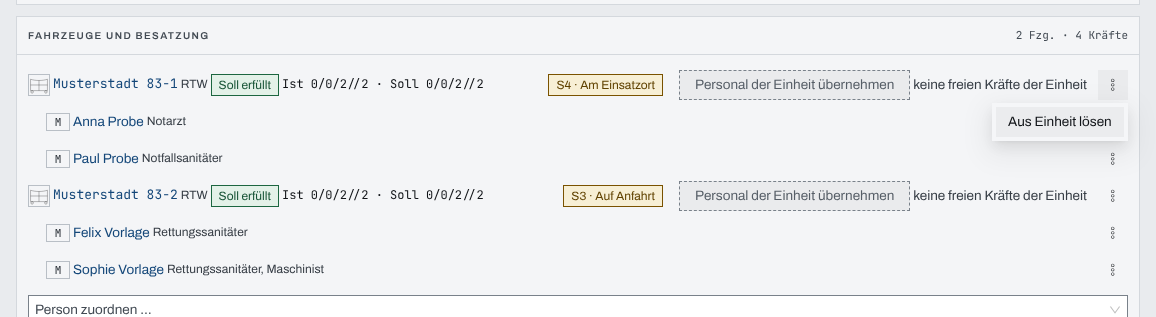 FAHRZEUGE UND BESATZUNG 2 Fzg. · 4 Kräfte
Musterstadt 83-1 RTW Soll erfüllt Ist 0/0/2//2 · Soll 0/0/2//2 S4 · Am Einsatzort Personal der Einheit übernehmen keine freien Kräfte der Einheit
M Anna Probe Notarzt
Aus Einheit lösen
M Paul Probe Notfallsanitäter
Musterstadt 83-2 RTW Soll erfüllt Ist 0/0/2//2 · Soll 0/0/2//2 S3 · Auf Anfahrt Personal der Einheit übernehmen keine freien Kräfte der Einheit
M Felix Vorlage Rettungssanitäter
M Sophie Vorlage Rettungssanitäter, Maschinist
Person zuordnen ...